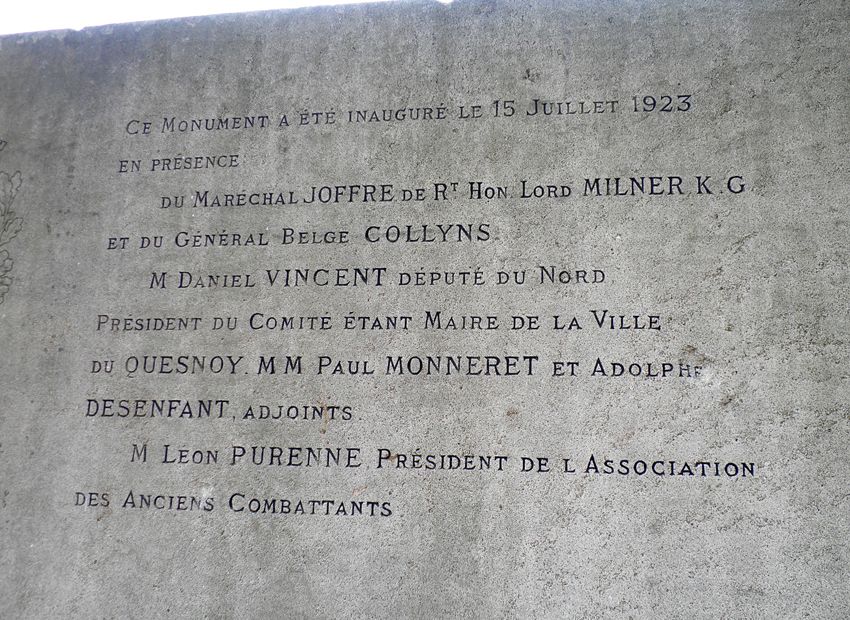 CE MONUMENT A ÉTÉ INAUGURÉ LE 15 JUILLET 1923
EN PRÉSENCE
DU MARÉCHAL JOFFRE DE RT HON. LORD MILNER, K.G
ET DU GÉNÉRAL BELGE COLLYNS.
M DANIEL VINCENT DÉPUTÉ DU NORD,
PRÉSIDENT DU COMITÉ ÉTANT MAIRE DE LA VILLE
DU QUESNOY. M M PAUL MONNERET ET ADOLPHE
DESENFANT, ADJOINTS
M LÉON PURENNE PRÉSIDENT DE L'ASSOCIATION
DES ANCIENS COMBATTANTS